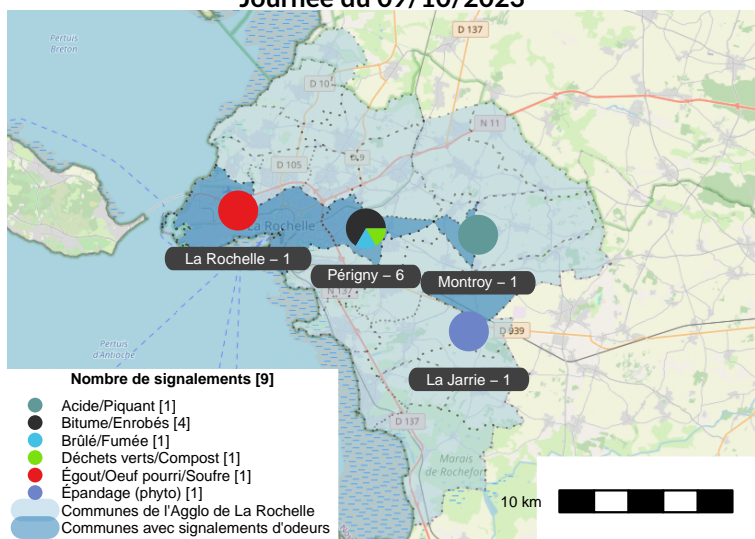 Journée du 09/10/2023
Pertuis
Breton
D 137
D 104
N 11
D 105
D 9
La Rochelle
La Rochelle – 1
Périgny – 6
Montroy – 1
N 137
Pertuis
d'Antioche
D 939
La Jarrie – 1
Nombre de signalements [9]
Acide/Piquant [1]
Bitume/Enrobés [4]
Brûlé/Fumée [1]
Déchets verts/Compost [1]
Égout/Oeuf pourri/Soufre [1]
Épandage (phyto) [1]
Communes de l'Agglo de La Rochelle
Communes avec signalements d'odeurs
D 137
Marais
de Rochefort
10 km